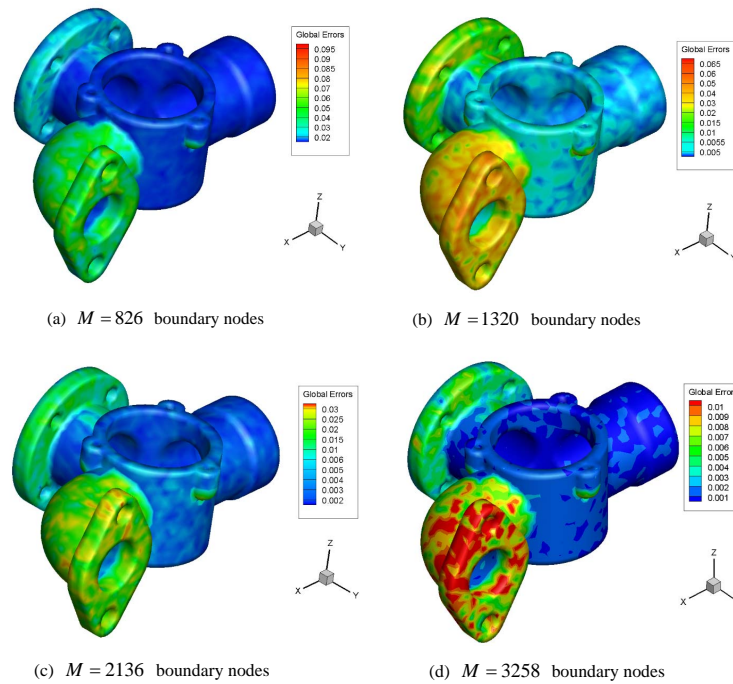 Global Errors
0.095
0.085
0.09
0.08
0.07
0.06
0.05
0.04
0.03
0.02
Z
X
Y
(a) M = 826 boundary nodes
Global Errors
0.065
0.06
0.05
0.04
0.03
0.02
0.015
0.01
0.0055
0.005
Z
X
Y
(b) M = 1320 boundary nodes
Global Errors
0.03
0.025
0.02
0.015
0.01
0.006
0.005
0.004
0.003
0.002
Z
X
Y
(c) M = 2136 boundary nodes
Global Errors
0.01
0.009
0.008
0.007
0.006
0.005
0.004
0.003
0.002
0.001
Z
X
(d) M = 3258 boundary nodes